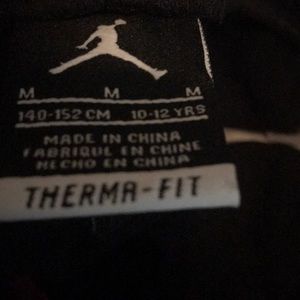 M M M
140-152 CM 10-12 YRS
MADE IN CHINA
FABRIQUÉ EN CHINE
HECHO EN CHINA
THERMA-FIT